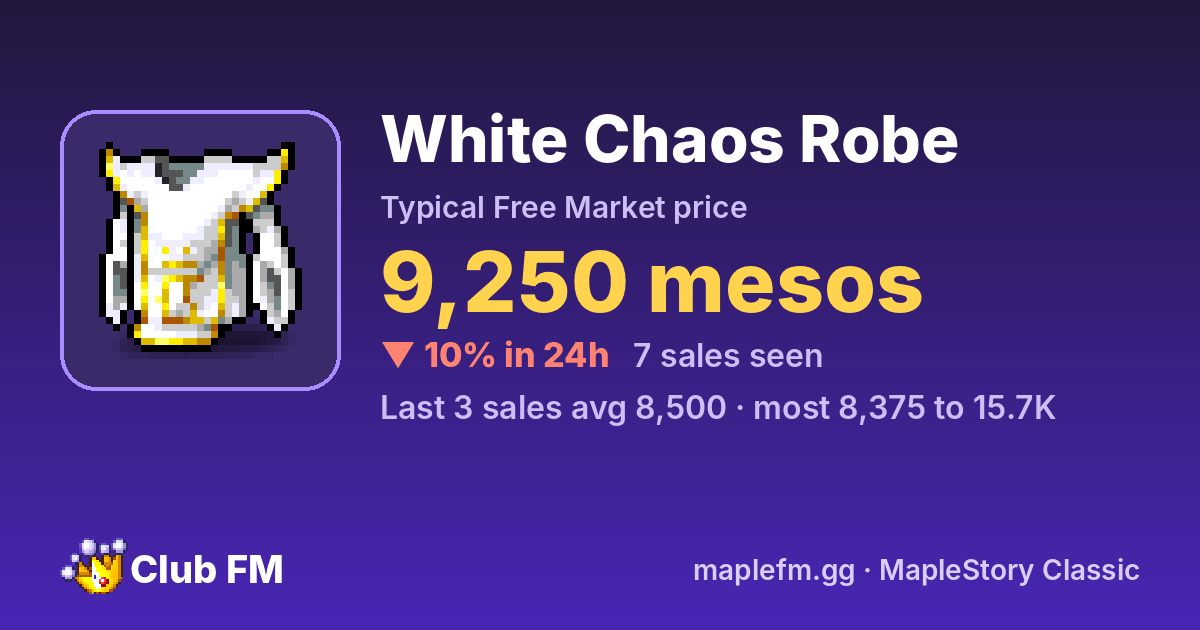 White Chaos Robe
Typical Free Market price
9,250 mesos
▼ 10% in 24h 7 sales seen
Last 3 sales avg 8,500 · most 8,375 to 15.7K
Club FM
maplefm.gg · MapleStory Classic